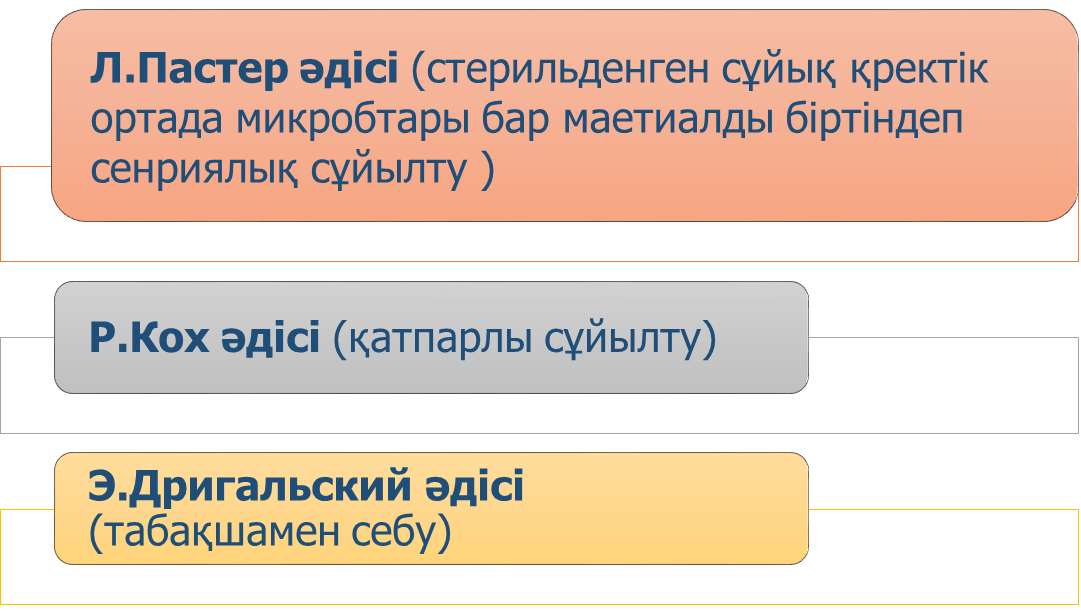 Л.Пастер әдісі (стерильденген сұйық қректік
ортада микробтары бар маетиалды біртіндеп
сенриялық сұйылту )
Р.Кох әдісі (қатпарлы сұйылту)
Э.Дригальский әдісі
(табақшамен себу)